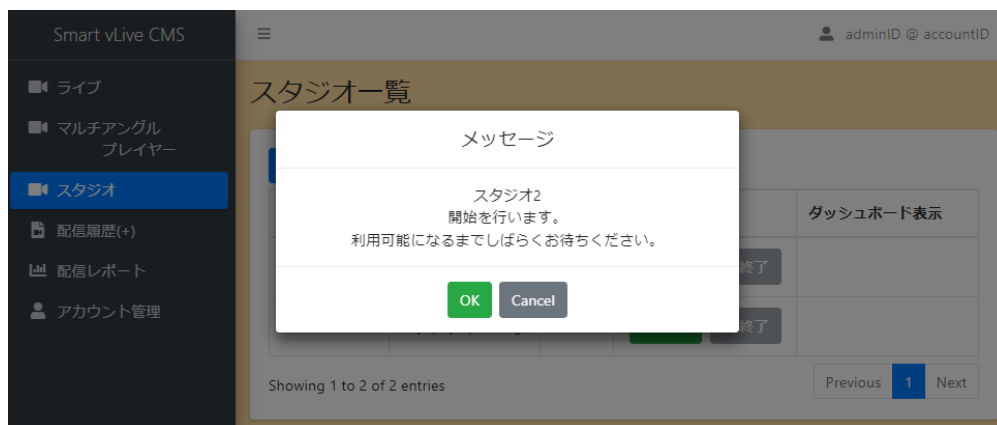 Smart vLive CMS
adminID @ accountID
ライブ
マルチアングル
プレイヤー
スタジオ
配信履歴(+)
配信レポート
アカウント管理
スタジオ一覧
メッセージ
スタジオ2
開始を行います。
利用可能になるまでしばらくお待ちください。
OK Cancel
ダッシュボード表示
終了
終了
Showing 1 to 2 of 2 entries
Previous 1 Next